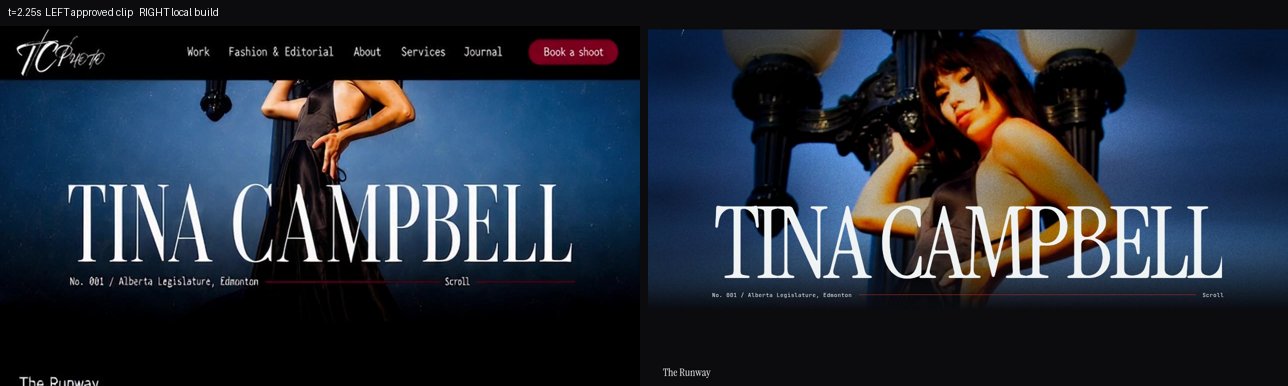 t=2.25s LEFT approved clip RIGHT local build
TC Photo
Work Fashion & Editorial About Services Journal Book a shoot
TINA CAMPBELL
No. 001 / Alberta Legislature, Edmonton Scroll
The Runway
TINA CAMPBELL
No. 001 / Alberta Legislature, Edmonton Scroll
The Runway